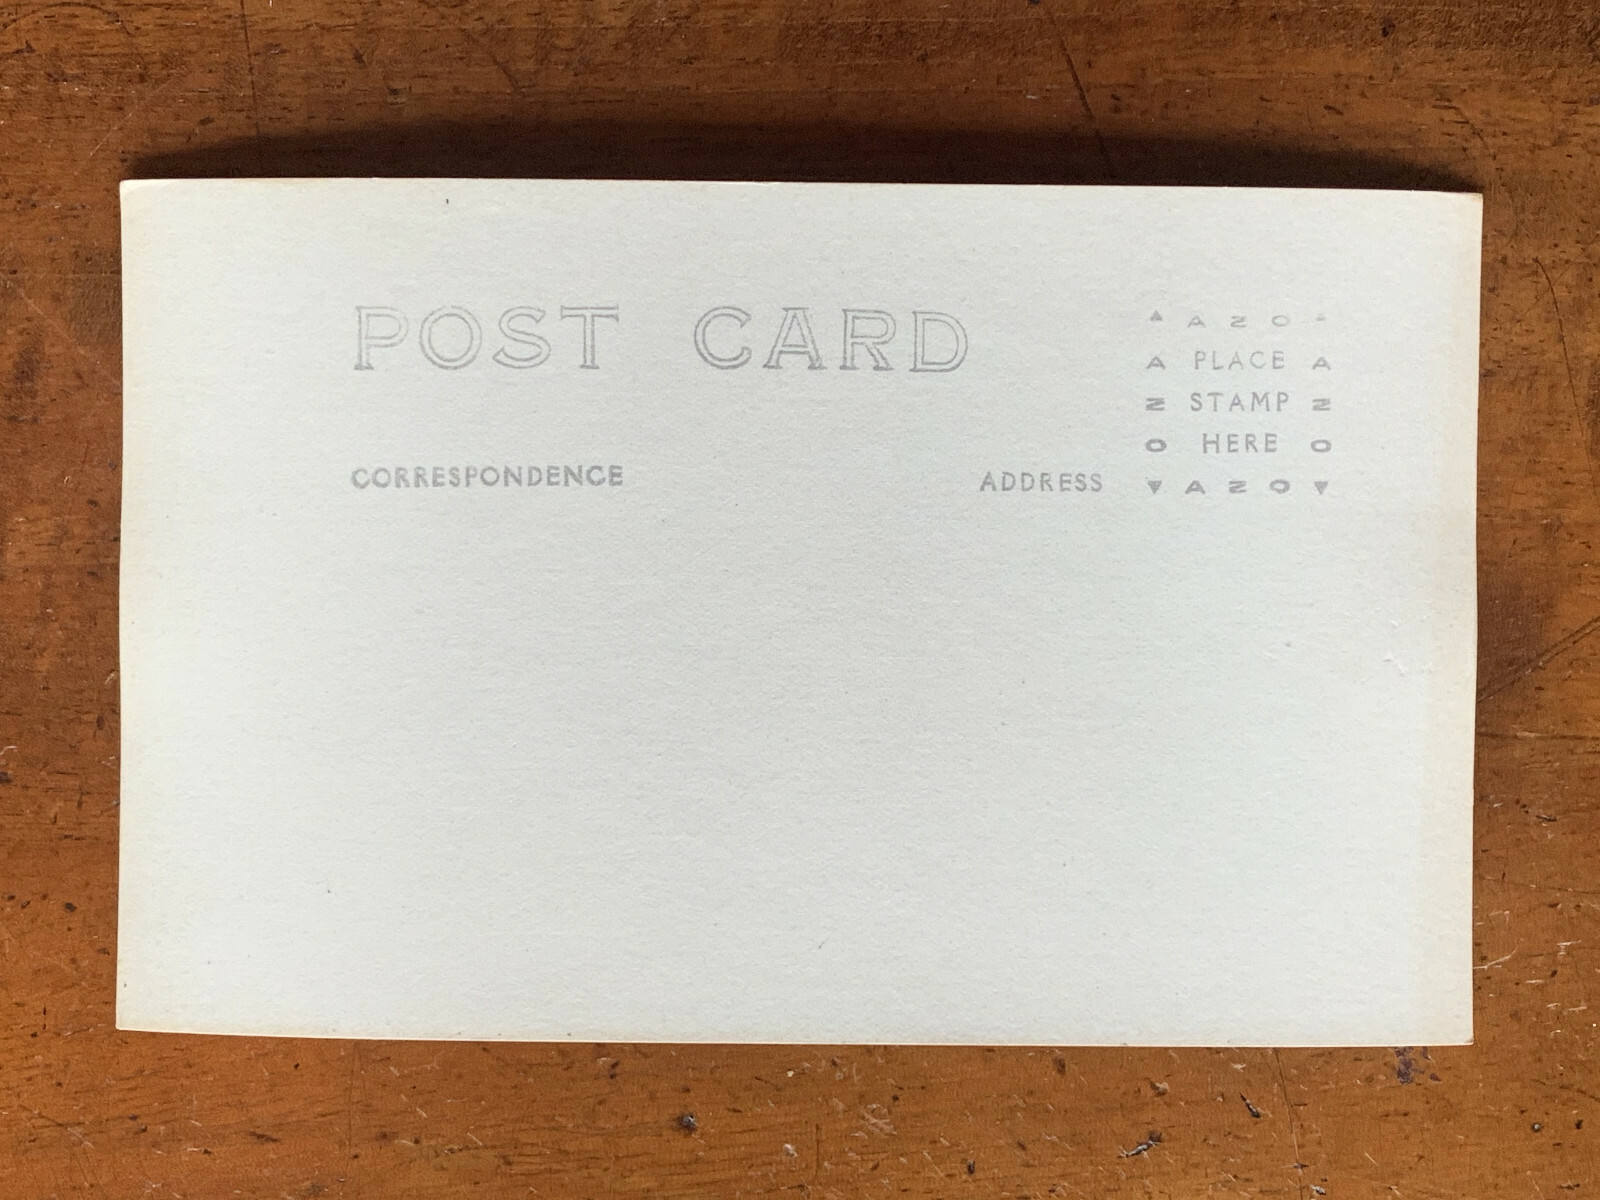 POST CARD
▲ AZO ▲
A PLACE A
Z STAMP Z
O HERE O
▼ AZO ▼
CORRESPONDENCE
ADDRESS